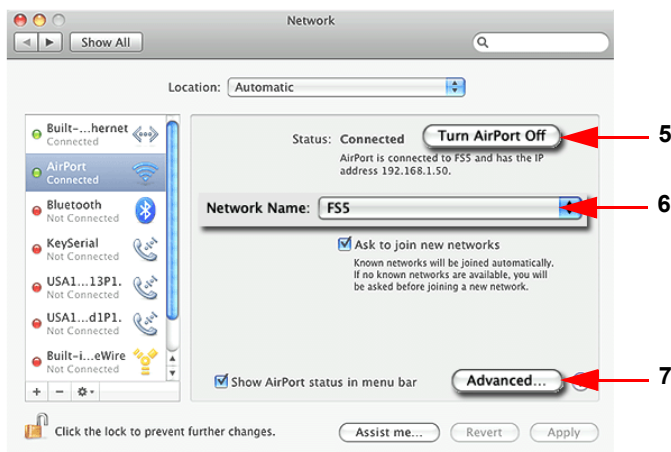 Network
Show All
Location: Automatic
Built-...hernet
Connected
AirPort
Connected
Bluetooth
Not Connected
KeySerial
Not Connected
USA1...13P1.
Not Connected
USA1...d1P1.
Not Connected
Built-i...eWire
Not Connected
Status: Connected
Turn AirPort Off
5
AirPort is connected to FS5 and has the IP
address 192.168.1.50.
Network Name: FS5
6
Ask to join new networks
Known networks will be joined automatically.
If no known networks are available, you will
be asked before joining a new network.
Show AirPort status in menu bar
Advanced...
7
Click the lock to prevent further changes.
Assist me...
Revert
Apply